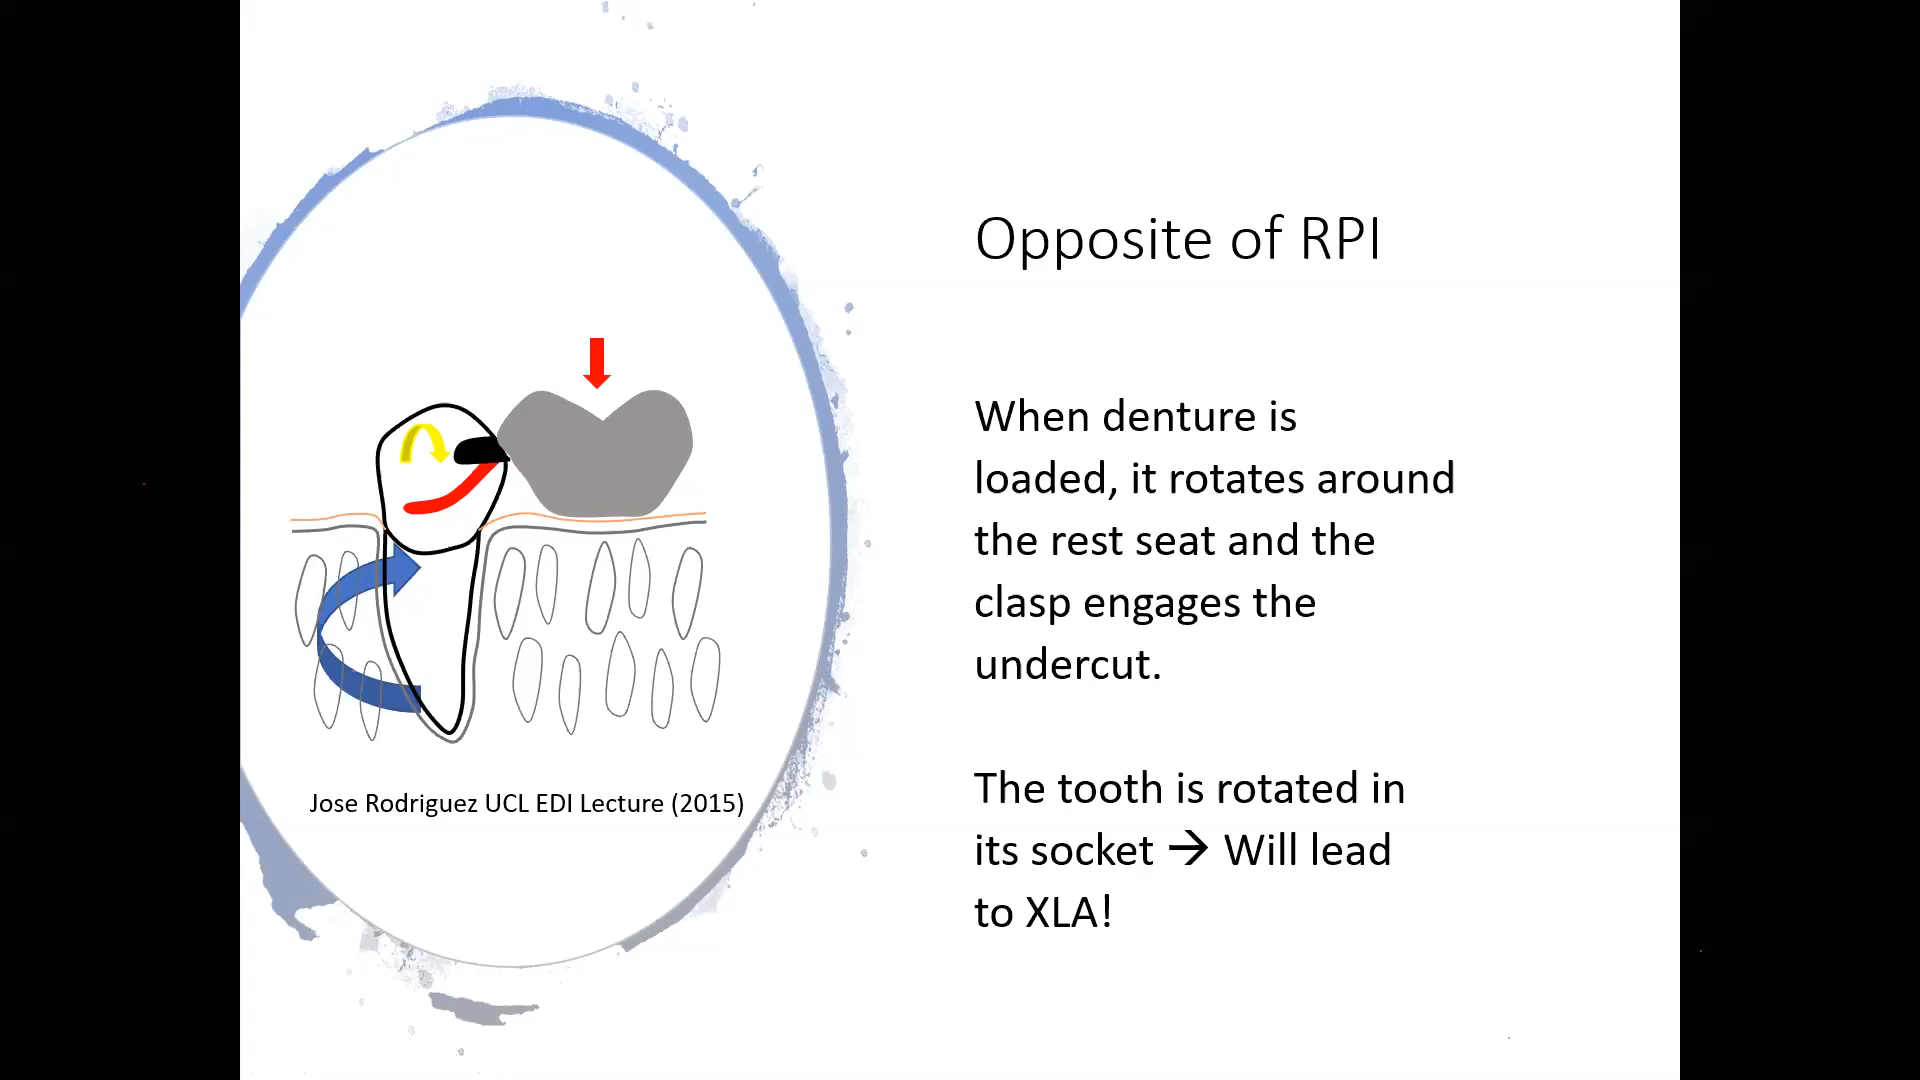 Opposite of RPI
When denture is
loaded, it rotates around
the rest seat and the
clasp engages the
undercut.
The tooth is rotated in
its socket → Will lead
to XLA!
Jose Rodriguez UCL EDI Lecture (2015)